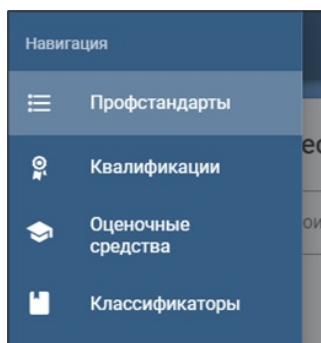 Навигация
Профстандарты
Квалификации
Оценочные
средства
Классификаторы